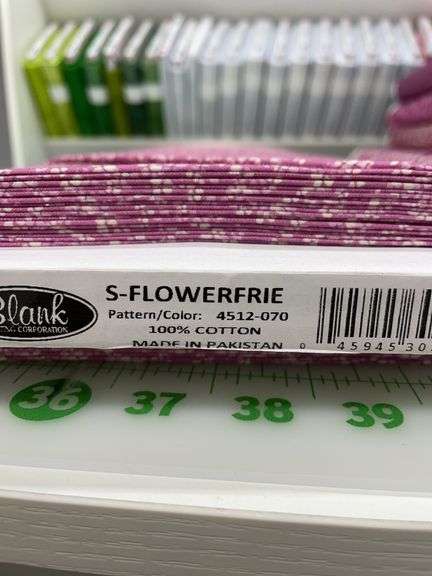 Blank
CORPORATION
S-FLOWERFRIE
Pattern/Color: 4512-070
100% COTTON
MADE IN PAKISTAN
0 45945 30
36 37 38 39